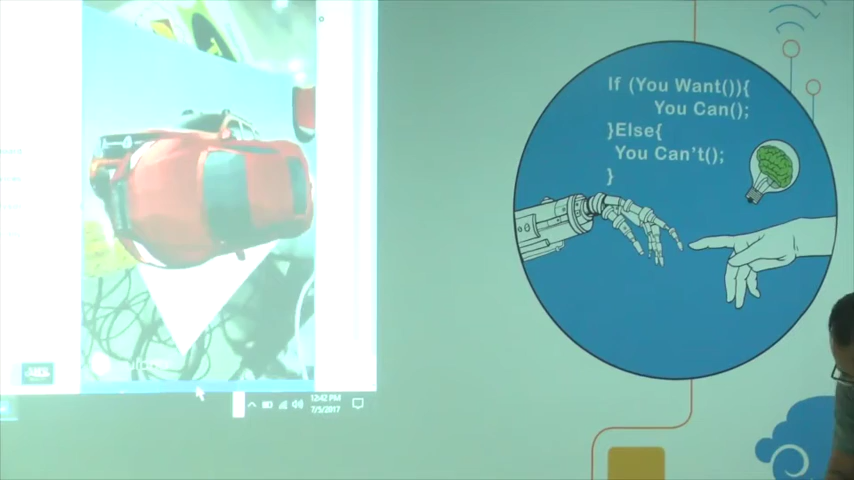 If (You Want()){
You Can();
}Else{
You Can't();
}
12:42 PM
7/5/2017